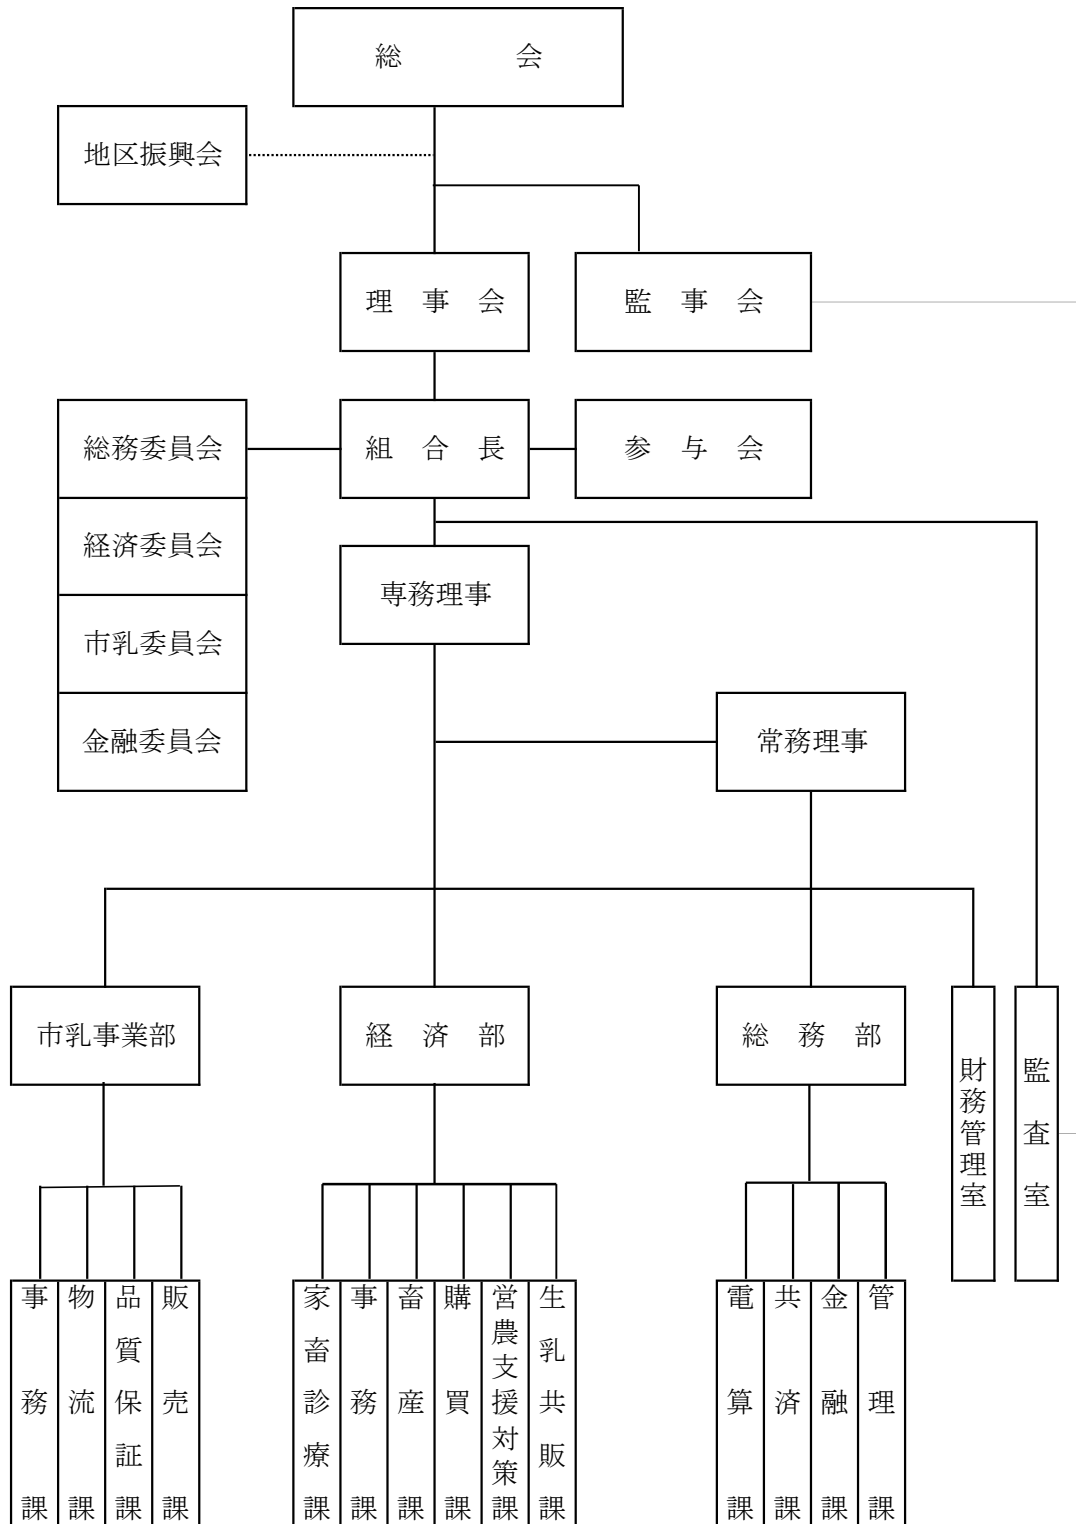 総　会
地区振興会
理　事　会
監　事　会
総務委員会
組　合　長
参　与　会
経済委員会
専務理事
市乳委員会
金融委員会
常務理事
市乳事業部
経　済　部
総　務　部
財務管理室
監査室
事務課
物流課
品質保証課
販売課
家畜診療課
事務課
畜産課
購買課
営農支援対策課
生乳共販課
電算課
共済課
金融課
管理課